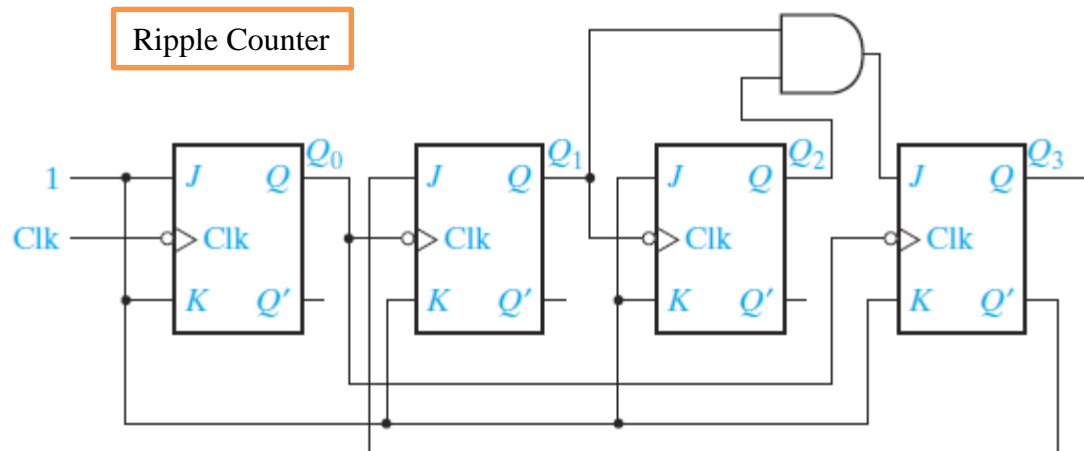 Ripple Counter
Q₀ Q₁ Q₂ Q₃
1 J Q J Q J Q J Q
Clk Clk Clk Clk Clk
K Q′ K Q′ K Q′ K Q′